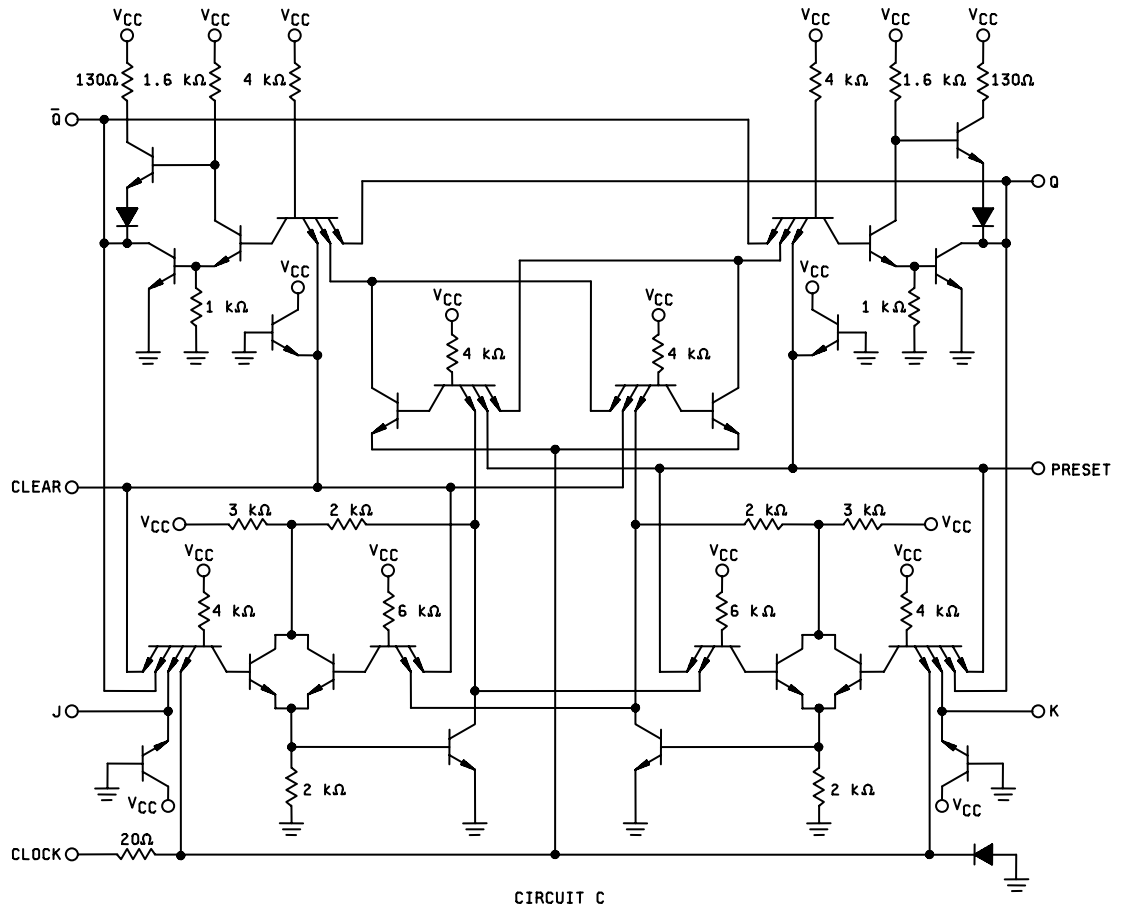 VCC VCC VCC VCC VCC VCC
130Ω 1.6 kΩ 4 kΩ 4 kΩ 1.6 kΩ 130Ω
Q̅
Q
VCC VCC
1 kΩ VCC VCC 1 kΩ
4 kΩ 4 kΩ
PRESET
CLEAR
3 kΩ 2 kΩ 2 kΩ 3 kΩ
VCC VCC
VCC VCC VCC VCC
4 kΩ 6 kΩ 6 kΩ 4 kΩ
J K
2 kΩ 2 kΩ
VCC VCC
20Ω
CLOCK
CIRCUIT C